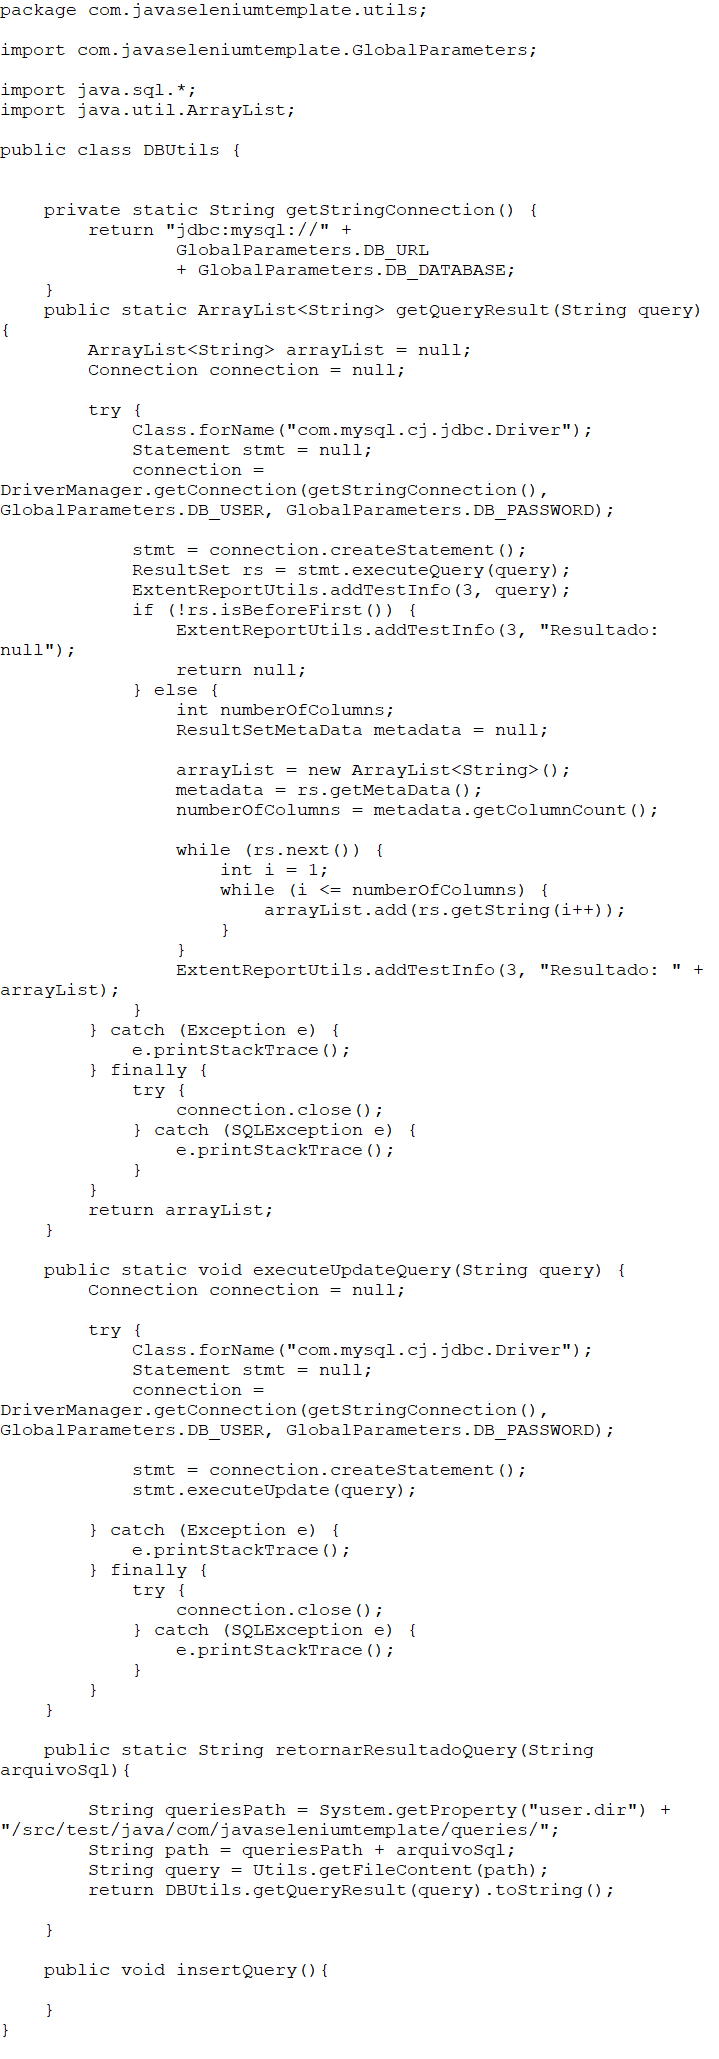 package com.javaseleniumtemplate.utils;

import com.javaseleniumtemplate.GlobalParameters;

import java.sql.*;
import java.util.ArrayList;

public class DBUtils {


    private static String getStringConnection() {
        return "jdbc:mysql://" +
                GlobalParameters.DB_URL
                + GlobalParameters.DB_DATABASE;
    }
    public static ArrayList<String> getQueryResult(String query)
{
        ArrayList<String> arrayList = null;
        Connection connection = null;

        try {
            Class.forName("com.mysql.cj.jdbc.Driver");
            Statement stmt = null;
            connection =
DriverManager.getConnection(getStringConnection(),
GlobalParameters.DB_USER, GlobalParameters.DB_PASSWORD);

            stmt = connection.createStatement();
            ResultSet rs = stmt.executeQuery(query);
            ExtentReportUtils.addTestInfo(3, query);
            if (!rs.isBeforeFirst()) {
                ExtentReportUtils.addTestInfo(3, "Resultado:
null");
                return null;
            } else {
                int numberOfColumns;
                ResultSetMetaData metadata = null;

                arrayList = new ArrayList<String>();
                metadata = rs.getMetaData();
                numberOfColumns = metadata.getColumnCount();

                while (rs.next()) {
                    int i = 1;
                    while (i <= numberOfColumns) {
                        arrayList.add(rs.getString(i++));
                    }
                }
                ExtentReportUtils.addTestInfo(3, "Resultado: " +
arrayList);
            }
        } catch (Exception e) {
            e.printStackTrace();
        } finally {
            try {
                connection.close();
            } catch (SQLException e) {
                e.printStackTrace();
            }
        }
        return arrayList;
    }

    public static void executeUpdateQuery(String query) {
        Connection connection = null;

        try {
            Class.forName("com.mysql.cj.jdbc.Driver");
            Statement stmt = null;
            connection =
DriverManager.getConnection(getStringConnection(),
GlobalParameters.DB_USER, GlobalParameters.DB_PASSWORD);

            stmt = connection.createStatement();
            stmt.executeUpdate(query);

        } catch (Exception e) {
            e.printStackTrace();
        } finally {
            try {
                connection.close();
            } catch (SQLException e) {
                e.printStackTrace();
            }
        }
    }

    public static String retornarResultadoQuery(String
arquivoSql){

        String queriesPath = System.getProperty("user.dir") +
"/src/test/java/com/javaseleniumtemplate/queries/";
        String path = queriesPath + arquivoSql;
        String query = Utils.getFileContent(path);
        return DBUtils.getQueryResult(query).toString();

    }

    public void insertQuery(){

    }
}